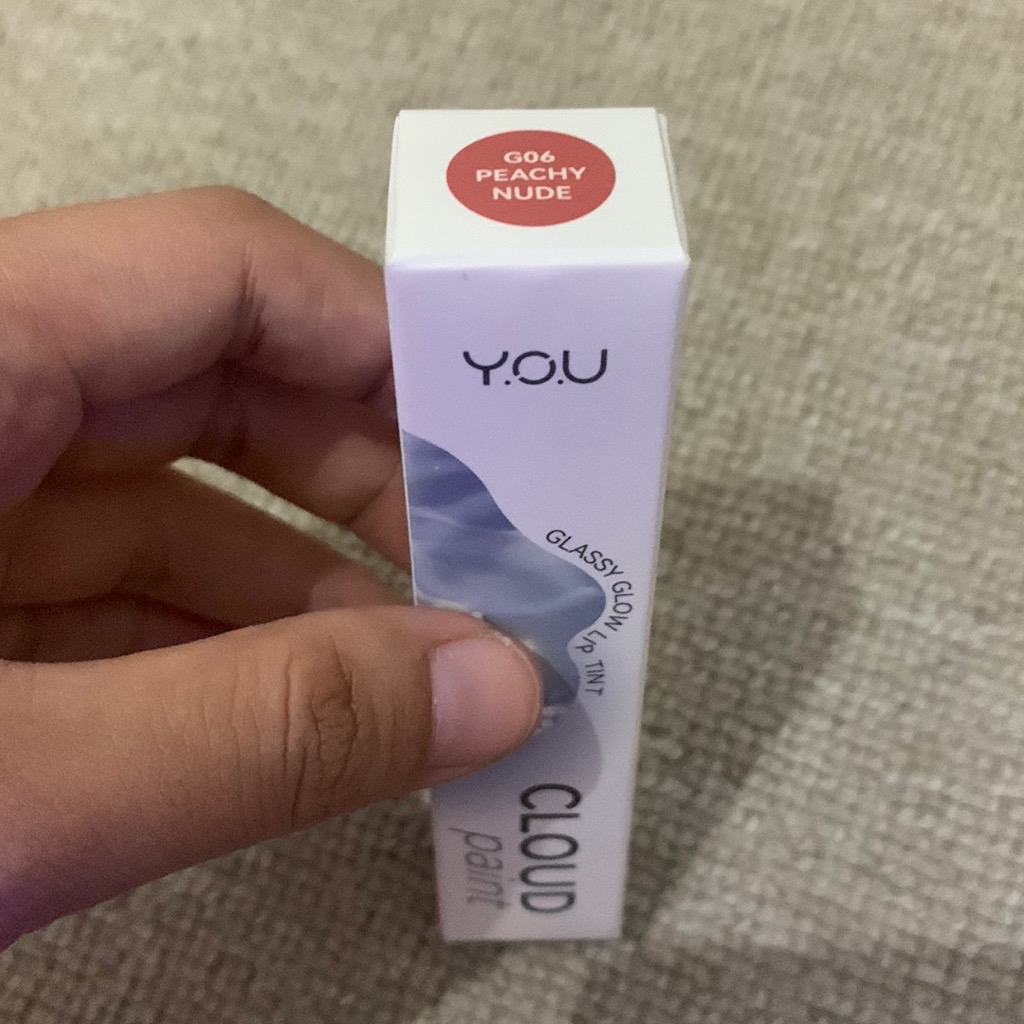 G06
PEACHY
NUDE
Y.O.U
GLASSY GLOW Lip TINT
CLOUD
paint